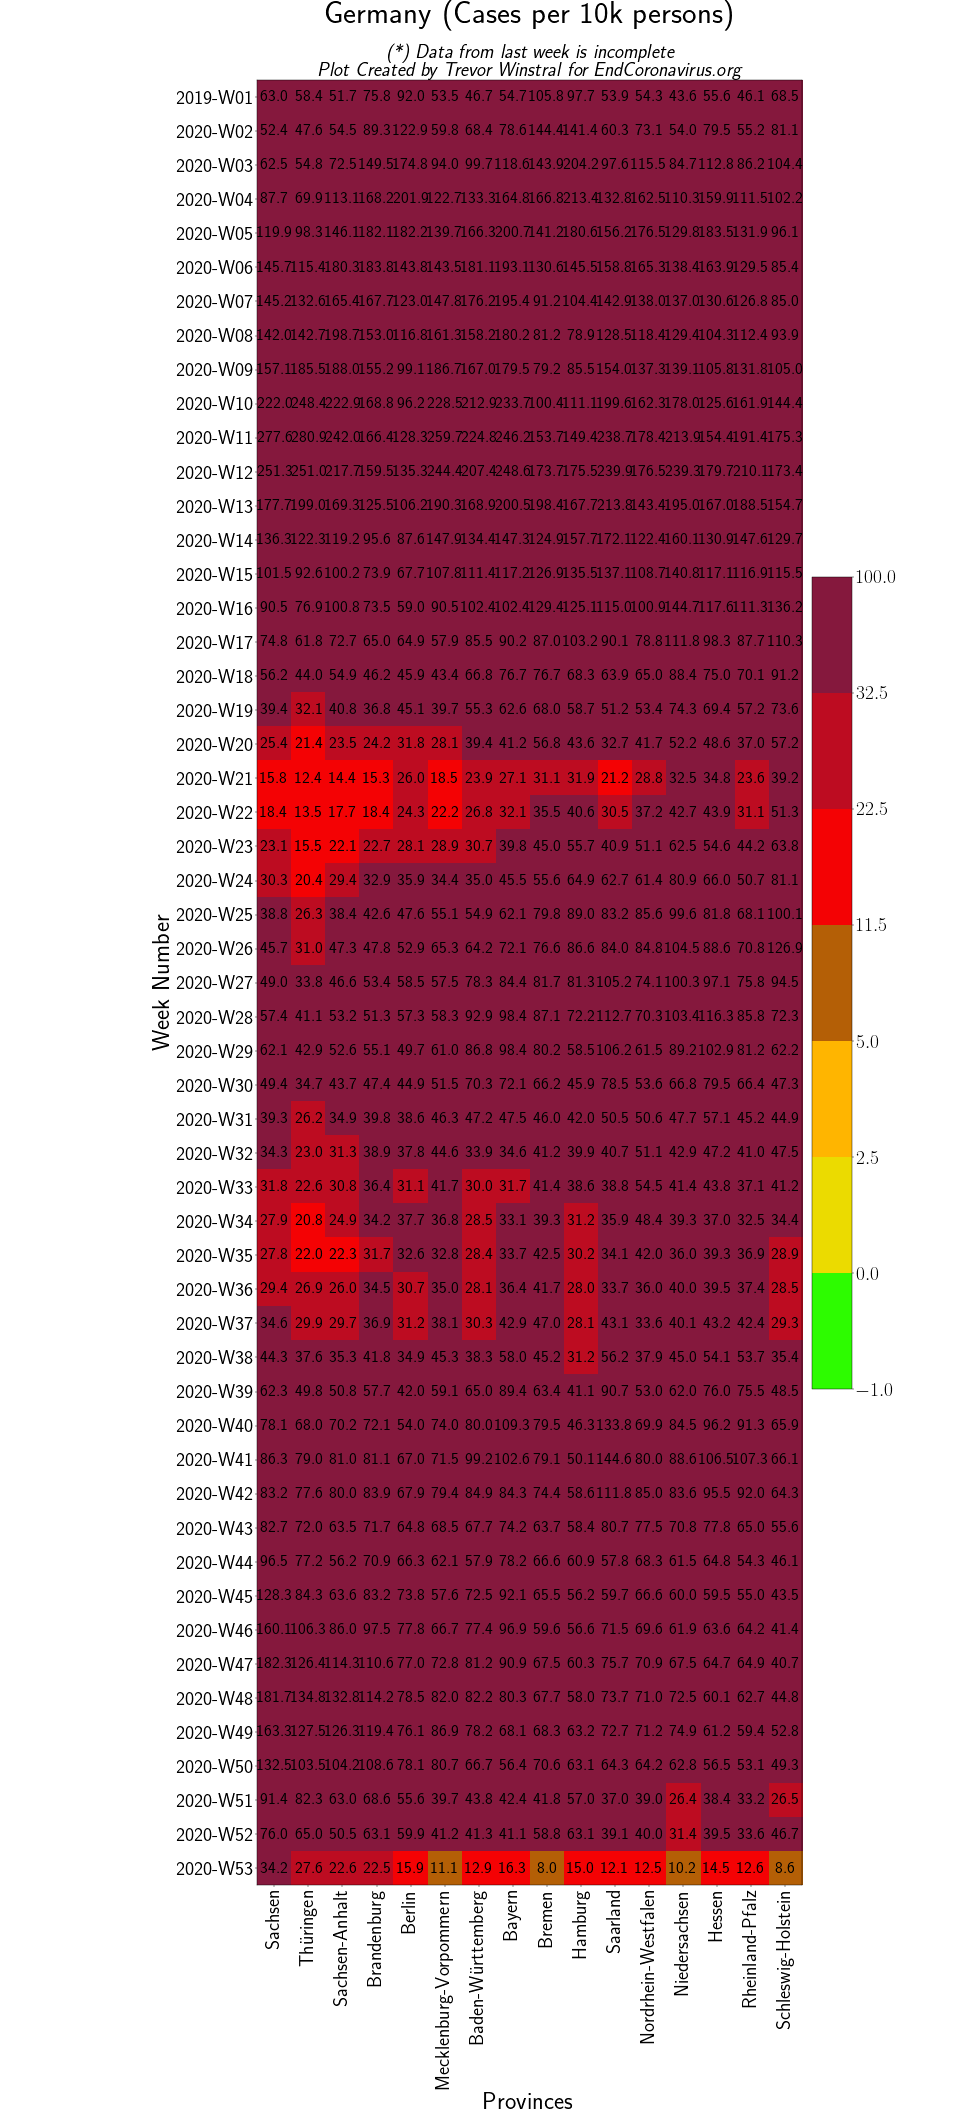 Germany (Cases per 10k persons)
(*) Data from last week is incomplete
Plot Created by Trevor Winstral for EndCoronavirus.org
2019-W01 63.0 58.4 51.7 75.8 92.0 53.5 46.7 54.7 105.8 97.7 53.9 54.3 43.6 55.6 46.1 68.5
2020-W02 52.4 47.6 54.5 89.3 122.9 59.8 68.4 78.6 144.4 141.4 60.3 73.1 54.0 79.5 55.2 81.1
2020-W03 62.5 54.8 72.5 149.5 174.8 94.0 99.7 118.6 143.9 204.2 97.6 115.5 84.7 112.8 86.2 104.4
2020-W04 87.7 69.9 113.1 168.2 201.9 122.7 133.3 164.8 166.8 213.4 132.8 162.5 110.3 159.9 111.5 102.2
2020-W05 119.9 98.3 146.1 182.1 182.2 139.7 166.3 200.7 141.2 180.6 156.2 176.5 129.8 183.5 131.9 96.1
2020-W06 145.7 115.4 180.3 183.8 143.8 143.5 181.1 193.1 130.6 145.5 158.8 165.3 138.4 163.9 129.5 85.4
2020-W07 145.2 132.6 165.4 167.7 123.0 147.8 176.2 195.4 91.2 104.4 142.9 138.0 137.0 130.6 126.8 85.0
2020-W08 142.0 142.7 198.7 153.0 116.8 161.3 158.2 180.2 81.2 78.9 128.5 118.4 129.4 104.3 112.4 93.9
2020-W09 157.1 185.5 188.0 155.2 99.1 186.7 167.0 179.5 79.2 85.5 154.0 137.3 139.1 105.8 131.8 105.0
2020-W10 222.0 248.4 222.9 168.8 96.2 228.5 212.9 233.7 100.4 111.1 199.6 162.3 178.0 125.6 161.9 144.4
2020-W11 277.6 280.9 242.0 166.4 128.3 259.7 224.8 246.2 153.7 149.4 238.7 178.4 213.9 154.4 191.4 175.3
2020-W12 251.3 251.0 217.7 159.5 135.3 244.4 207.4 248.6 173.7 175.5 239.9 176.5 239.3 179.7 210.1 173.4
2020-W13 177.7 199.0 169.3 125.5 106.2 190.3 168.9 200.5 198.4 167.7 213.8 143.4 195.0 167.0 188.5 154.7
2020-W14 136.3 122.3 119.2 95.6 87.6 147.9 134.4 147.3 124.9 157.7 172.1 122.4 160.1 130.9 147.6 129.7
2020-W15 101.5 92.6 100.2 73.9 67.7 107.8 111.4 117.2 126.9 135.5 137.1 108.7 140.8 117.1 116.9 115.5
2020-W16 90.5 76.9 100.8 73.5 59.0 90.5 102.4 102.4 129.4 125.1 115.0 100.9 144.7 117.6 111.3 136.2
2020-W17 74.8 61.8 72.7 65.0 64.9 57.9 85.5 90.2 87.0 103.2 90.1 78.8 111.8 98.3 87.7 110.3
2020-W18 56.2 44.0 54.9 46.2 45.9 43.4 66.8 76.7 76.7 68.3 63.9 65.0 88.4 75.0 70.1 91.2
2020-W19 39.4 32.1 40.8 36.8 45.1 39.7 55.3 62.6 68.0 58.7 51.2 53.4 74.3 69.4 57.2 73.6
2020-W20 25.4 21.4 23.5 24.2 31.8 28.1 39.4 41.2 56.8 43.6 32.7 41.7 52.2 48.6 37.0 57.2
2020-W21 15.8 12.4 14.4 15.3 26.0 18.5 23.9 27.1 31.1 31.9 21.2 28.8 32.5 34.8 23.6 39.2
2020-W22 18.4 13.5 17.7 18.4 24.3 22.2 26.8 32.1 35.5 40.6 30.5 37.2 42.7 43.9 31.1 51.3
2020-W23 23.1 15.5 22.1 22.7 28.1 28.9 30.7 39.8 45.0 55.7 40.9 51.1 62.5 54.6 44.2 63.8
2020-W24 30.3 20.4 29.4 32.9 35.9 34.4 35.0 45.5 55.6 64.9 62.7 61.4 80.9 66.0 50.7 81.1
2020-W25 38.8 26.3 38.4 42.6 47.6 55.1 54.9 62.1 79.8 89.0 83.2 85.6 99.6 81.8 68.1 100.1
2020-W26 45.7 31.0 47.3 47.8 52.9 65.3 64.2 72.1 76.6 86.6 84.0 84.8 104.5 88.6 70.8 126.9
2020-W27 49.0 33.8 46.6 53.4 58.5 57.5 78.3 84.4 81.7 81.3 105.2 74.1 100.3 97.1 75.8 94.5
2020-W28 57.4 41.1 53.2 51.3 57.3 58.3 92.9 98.4 87.1 72.2 112.7 70.3 103.4 116.3 85.8 72.3
2020-W29 62.1 42.9 52.6 55.1 49.7 61.0 86.8 98.4 80.2 58.5 106.2 61.5 89.2 102.9 81.2 62.2
2020-W30 49.4 34.7 43.7 47.4 44.9 51.5 70.3 72.1 66.2 45.9 78.5 53.6 66.8 79.5 66.4 47.3
2020-W31 39.3 26.2 34.9 39.8 38.6 46.3 47.2 47.5 46.0 42.0 50.5 50.6 47.7 57.1 45.2 44.9
2020-W32 34.3 23.0 31.3 38.9 37.8 44.6 33.9 34.6 41.2 39.9 40.7 51.1 42.9 47.2 41.0 47.5
2020-W33 31.8 22.6 30.8 36.4 31.1 41.7 30.0 31.7 41.4 38.6 38.8 54.5 41.4 43.8 37.1 41.2
2020-W34 27.9 20.8 24.9 34.2 37.7 36.8 28.5 33.1 39.3 31.2 35.9 48.4 39.3 37.0 32.5 34.4
2020-W35 27.8 22.0 22.3 31.7 32.6 32.8 28.4 33.7 42.5 30.2 34.1 42.0 36.0 39.3 36.9 28.9
2020-W36 29.4 26.9 26.0 34.5 30.7 35.0 28.1 36.4 41.7 28.0 33.7 36.0 40.0 39.5 37.4 28.5
2020-W37 34.6 29.9 29.7 36.9 31.2 38.1 30.3 42.9 47.0 28.1 43.1 33.6 40.1 43.2 42.4 29.3
2020-W38 44.3 37.6 35.3 41.8 34.9 45.3 38.3 58.0 45.2 31.2 56.2 37.9 45.0 54.1 53.7 35.4
2020-W39 62.3 49.8 50.8 57.7 42.0 59.1 65.0 89.4 63.4 41.1 90.7 53.0 62.0 76.0 75.5 48.5
2020-W40 78.1 68.0 70.2 72.1 54.0 74.0 80.0 109.3 79.5 46.3 133.8 69.9 84.5 96.2 91.3 65.9
2020-W41 86.3 79.0 81.0 81.1 67.0 71.5 99.2 102.6 79.1 50.1 144.6 80.0 88.6 106.5 107.3 66.1
2020-W42 83.2 77.6 80.0 83.9 67.9 79.4 84.9 84.3 74.4 58.6 111.8 85.0 83.6 95.5 92.0 64.3
2020-W43 82.7 72.0 63.5 71.7 64.8 68.5 67.7 74.2 63.7 58.4 80.7 77.5 70.8 77.8 65.0 55.6
2020-W44 96.5 77.2 56.2 70.9 66.3 62.1 57.9 78.2 66.6 60.9 57.8 68.3 61.5 64.8 54.3 46.1
2020-W45 128.3 84.3 63.6 83.2 73.8 57.6 72.5 92.1 65.5 56.2 59.7 66.6 60.0 59.5 55.0 43.5
2020-W46 160.1 106.3 86.0 97.5 77.8 66.7 77.4 96.9 59.6 56.6 71.5 69.6 61.9 63.6 64.2 41.4
2020-W47 182.3 126.4 114.3 110.6 77.0 72.8 81.2 90.9 67.5 60.3 75.7 70.9 67.5 64.7 64.9 40.7
2020-W48 181.7 134.8 132.8 114.2 78.5 82.0 82.2 80.3 67.7 58.0 73.7 71.0 72.5 60.1 62.7 44.8
2020-W49 163.3 127.5 126.3 119.4 76.1 86.9 78.2 68.1 68.3 63.2 72.7 71.2 74.9 61.2 59.4 52.8
2020-W50 132.5 103.5 104.2 108.6 78.1 80.7 66.7 56.4 70.6 63.1 64.3 64.2 62.8 56.5 53.1 49.3
2020-W51 91.4 82.3 63.0 68.6 55.6 39.7 43.8 42.4 41.8 57.0 37.0 39.0 26.4 38.4 33.2 26.5
2020-W52 76.0 65.0 50.5 63.1 59.9 41.2 41.3 41.1 58.8 63.1 39.1 40.0 31.4 39.5 33.6 46.7
2020-W53 34.2 27.6 22.6 22.5 15.9 11.1 12.9 16.3 8.0 15.0 12.1 12.5 10.2 14.5 12.6 8.6
Week Number
Sachsen
Thüringen
Sachsen-Anhalt
Brandenburg
Berlin
Mecklenburg-Vorpommern
Baden-Württemberg
Bayern
Bremen
Hamburg
Saarland
Nordrhein-Westfalen
Niedersachsen
Hessen
Rheinland-Pfalz
Schleswig-Holstein
Provinces
100.0
32.5
22.5
11.5
5.0
2.5
0.0
−1.0